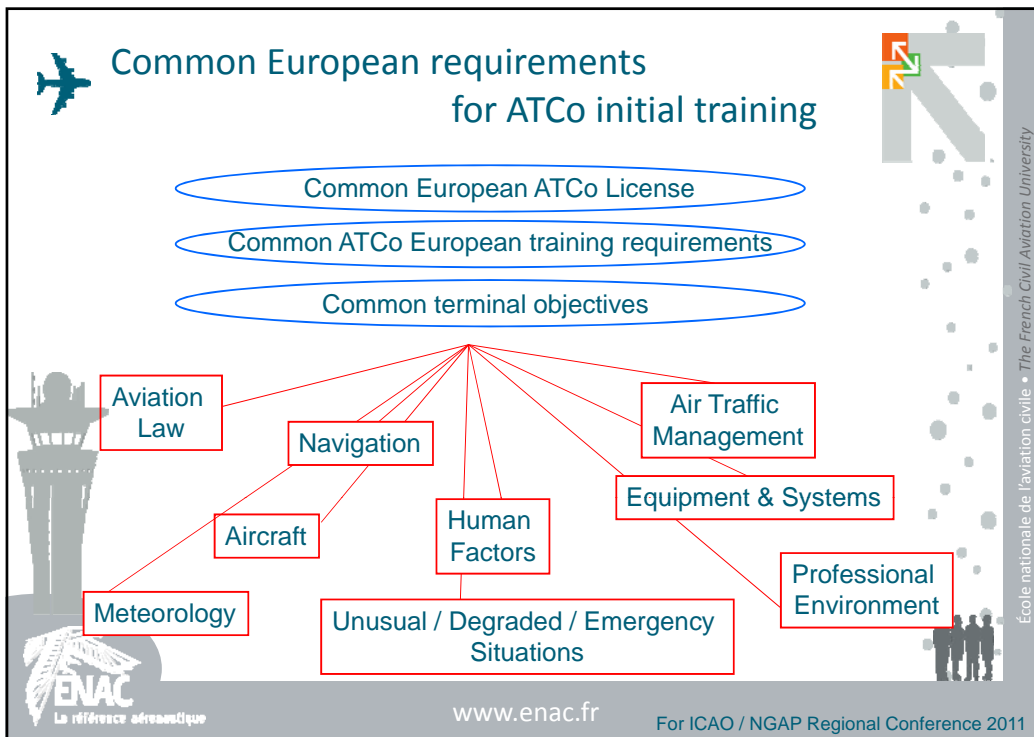 Common European requirements
for ATCo initial training
Common European ATCo License
Common ATCo European training requirements
Common terminal objectives
Aviation
Law
Navigation
Air Traffic
Management
Equipment & Systems
Aircraft
Human
Factors
Professional
Environment
Meteorology
Unusual / Degraded / Emergency
Situations
ENAC
La référence aéronautique
www.enac.fr
For ICAO / NGAP Regional Conference 2011
École nationale de l'aviation civile • The French Civil Aviation University